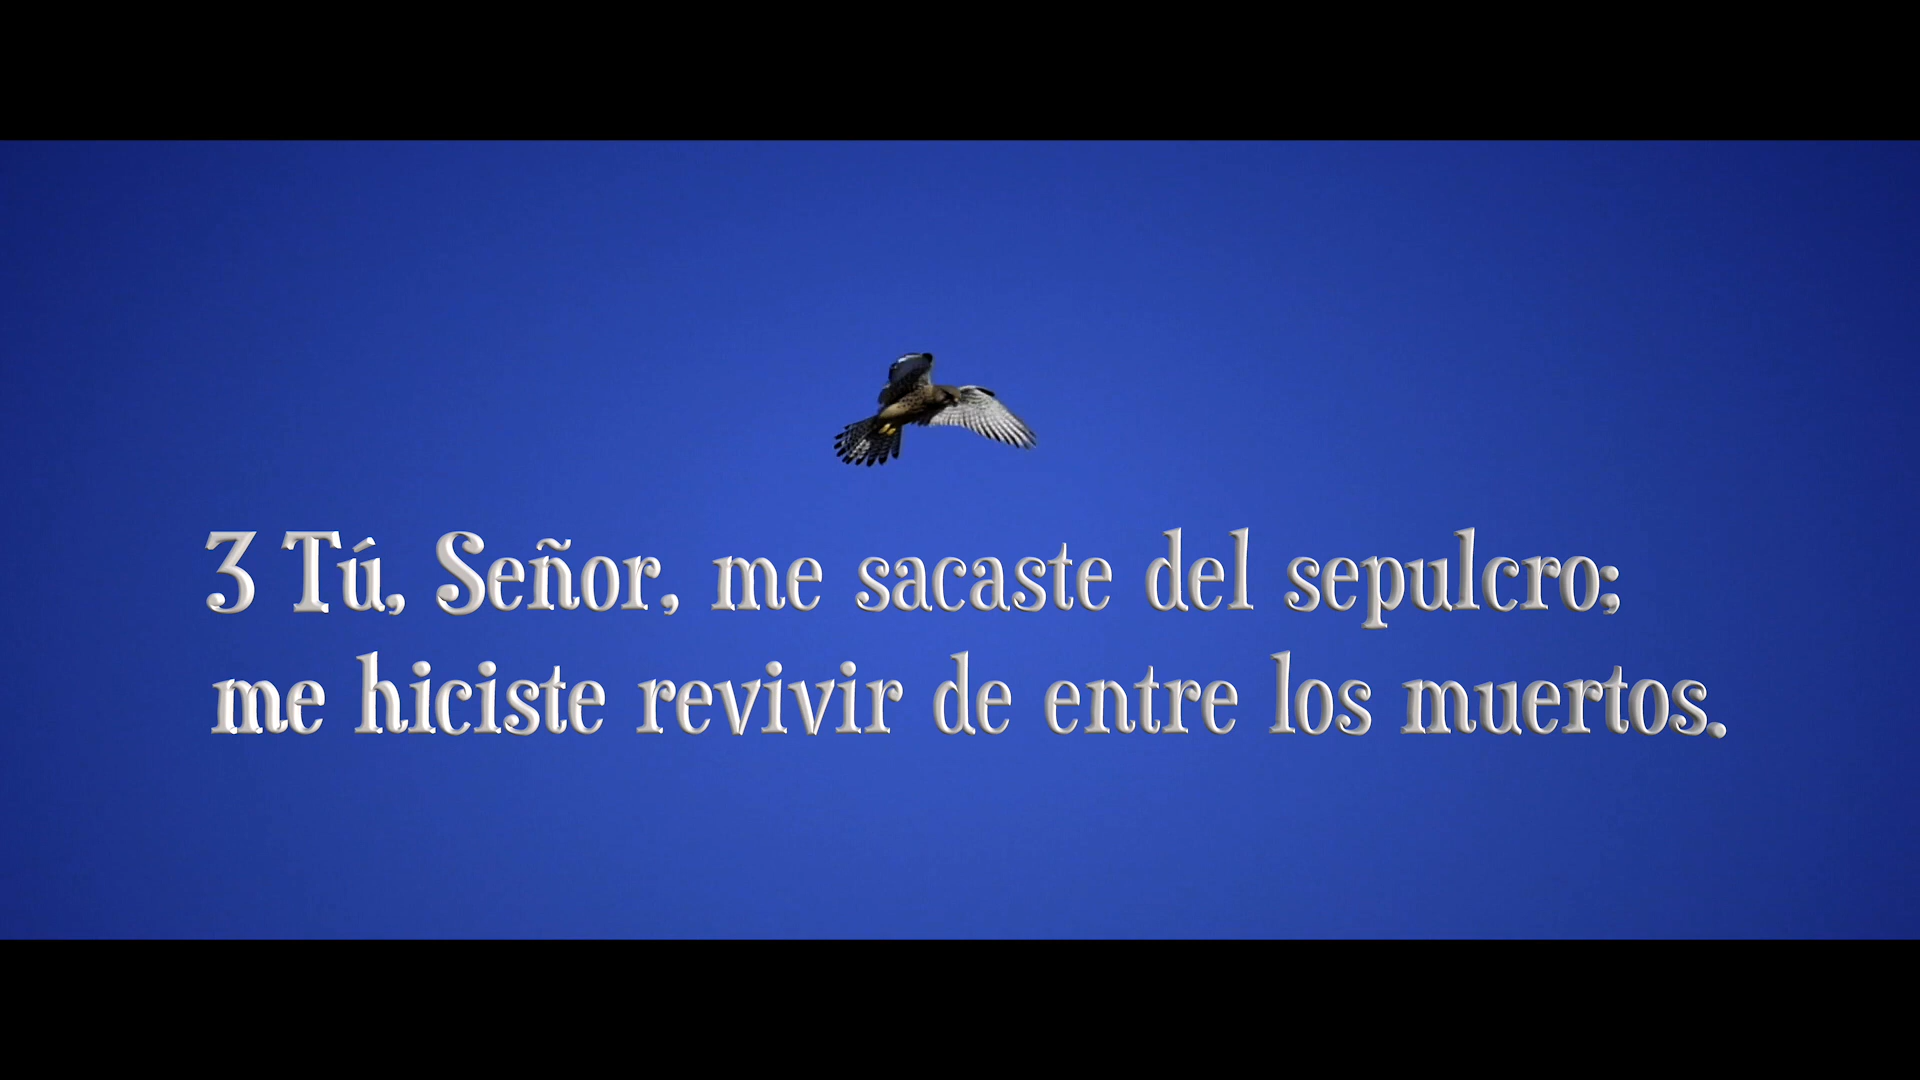 3 Tú, Señor, me sacaste del sepulcro;
me hiciste revivir de entre los muertos.